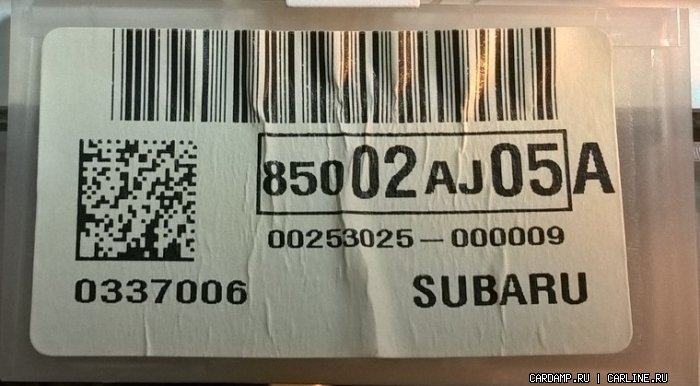 85002AJ05A
00253025-000009
0337006
SUBARU
CARDAMP.RU | CARLINE.RU